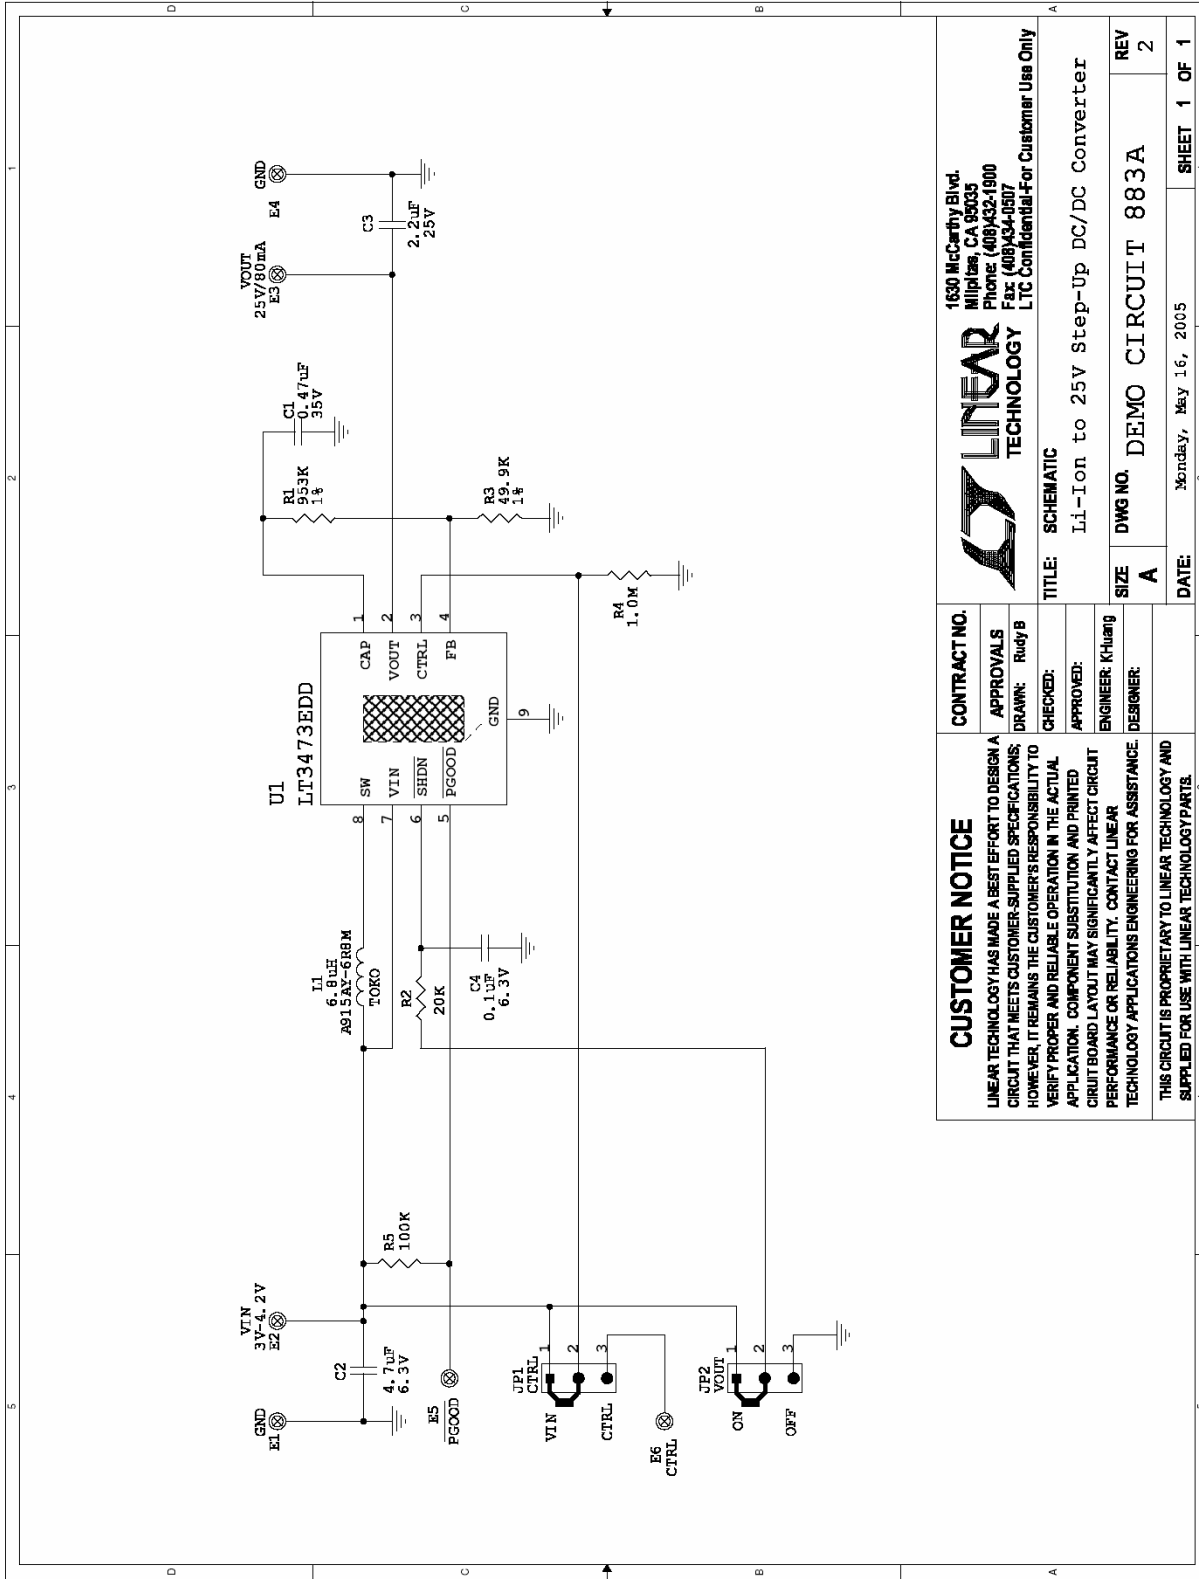 5
4
3
2
1
D
D
C
C
B
B
A
A
VIN
3V-4.2V
E2
GND
E1
C2
4.7uF
6.3V
R5
100K
E5
PGOOD
JP1
CTRL
VIN
CTRL
1
2
3
E6
CTRL
JP2
VOUT
ON
OFF
1
2
3
L1
6.8uH
A915AY-6R8M
TOKO
R2
20K
C4
0.1uF
6.3V
U1
LT3473EDD
8
SW
7
VIN
6
SHDN
5
PGOOD
CAP
1
VOUT
2
CTRL
3
FB
4
GND
9
R1
953K
1%
C1
0.47uF
35V
R3
49.9K
1%
R4
1.0M
VOUT
25V/80mA
E3
GND
E4
C3
2.2uF
25V
CUSTOMER NOTICE
LINEAR TECHNOLOGY HAS MADE A BEST EFFORT TO DESIGN A
CIRCUIT THAT MEETS CUSTOMER-SUPPLIED SPECIFICATIONS;
HOWEVER, IT REMAINS THE CUSTOMER'S RESPONSIBILITY TO
VERIFY PROPER AND RELIABLE OPERATION IN THE ACTUAL
APPLICATION. COMPONENT SUBSTITUTION AND PRINTED
CIRUIT BOARD LAYOUT MAY SIGNIFICANTLY AFFECT CIRCUIT
PERFORMANCE OR RELIABILITY. CONTACT LINEAR
TECHNOLOGY APPLICATIONS ENGINEERING FOR ASSISTANCE.
THIS CIRCUIT IS PROPRIETARY TO LINEAR TECHNOLOGY AND
SUPPLIED FOR USE WITH LINEAR TECHNOLOGY PARTS.
CONTRACT NO.
APPROVALS
DRAWN: Rudy B
CHECKED:
APPROVED:
ENGINEER: KHuang
DESIGNER:
LINEAR
TECHNOLOGY
1630 McCarthy Blvd.
Milpitas, CA 95035
Phone: (408)432-1900
Fax: (408)434-0507
LTC Confidential-For Customer Use Only
TITLE: SCHEMATIC
Li-Ion to 25V Step-Up DC/DC Converter
SIZE
A
DWG NO.
DEMO CIRCUIT 883A
REV
2
DATE:
Monday, May 16, 2005
SHEET 1 OF 1